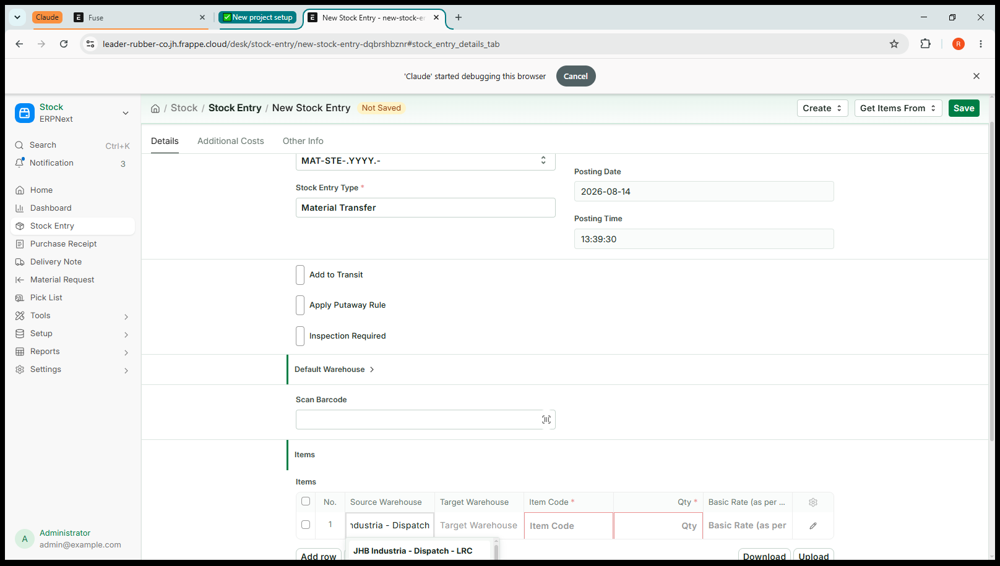 Claude
Fuse
✅New project setup
New Stock Entry - new-stock-er
leader-rubber-co.jh.frappe.cloud/desk/stock-entry/new-stock-entry-dqbrshbznr#stock_entry_details_tab
R
'Claude' started debugging this browser
Cancel
Stock
ERPNext
Search
Ctrl+K
Notification
3
Home
Dashboard
Stock Entry
Purchase Receipt
Delivery Note
Material Request
Pick List
Tools
Setup
Reports
Settings
A
Administrator
admin@example.com
/ Stock / Stock Entry / New Stock Entry Not Saved
Create
Get Items From
Save
Details
Additional Costs
Other Info
MAT-STE-.YYYY.-
Stock Entry Type *
Material Transfer
Posting Date
2026-08-14
Posting Time
13:39:30
Add to Transit
Apply Putaway Rule
Inspection Required
Default Warehouse
Scan Barcode
Items
Items
No. Source Warehouse Target Warehouse Item Code * Qty * Basic Rate (as per ...
1 ndustria - Dispatch Target Warehouse Item Code Qty Basic Rate (as per
JHB Industria - Dispatch - LRC
Add row
Download
Upload